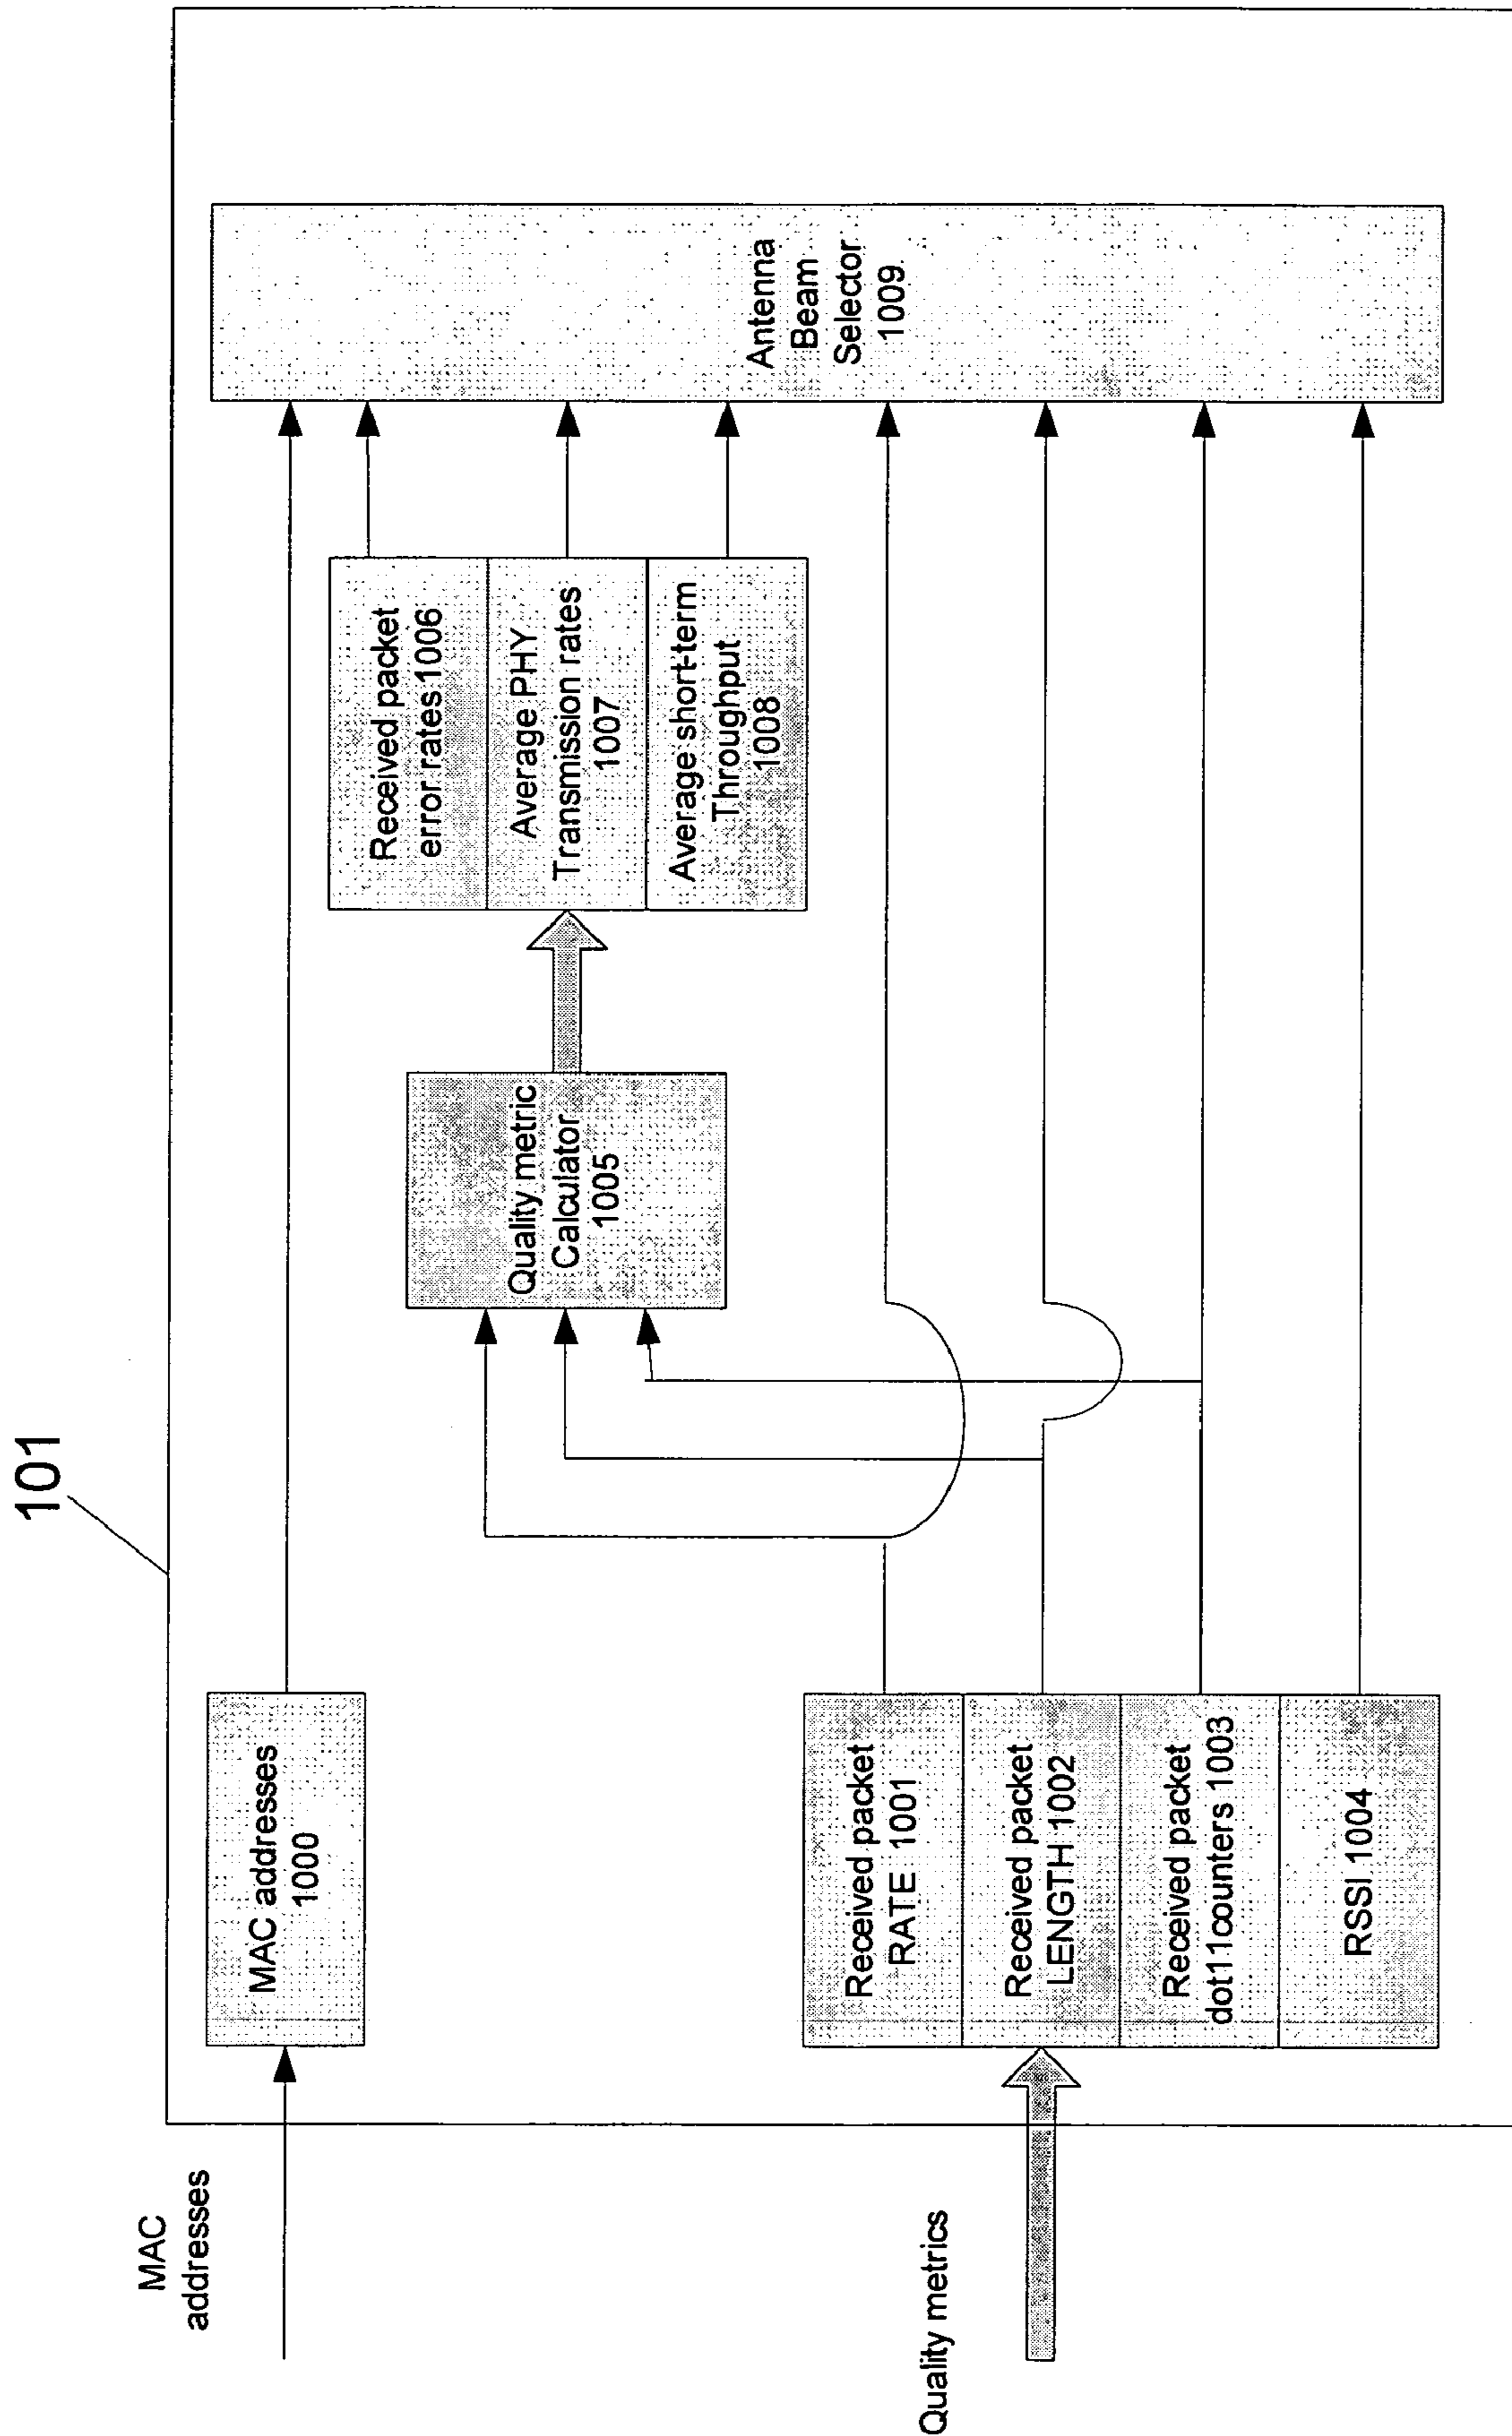 101
MAC
addresses
MAC addresses
1000
Quality metrics
Received packet
RATE 1001
Received packet
LENGTH 1002
Received packet
dot11counters 1003
RSSI 1004
Quality metric
Calculator
1005
Received packet
error rates1006
Average PHY
Transmission rates
1007
Average short-term
Throughput
1008
Antenna
Beam
Selector
1009